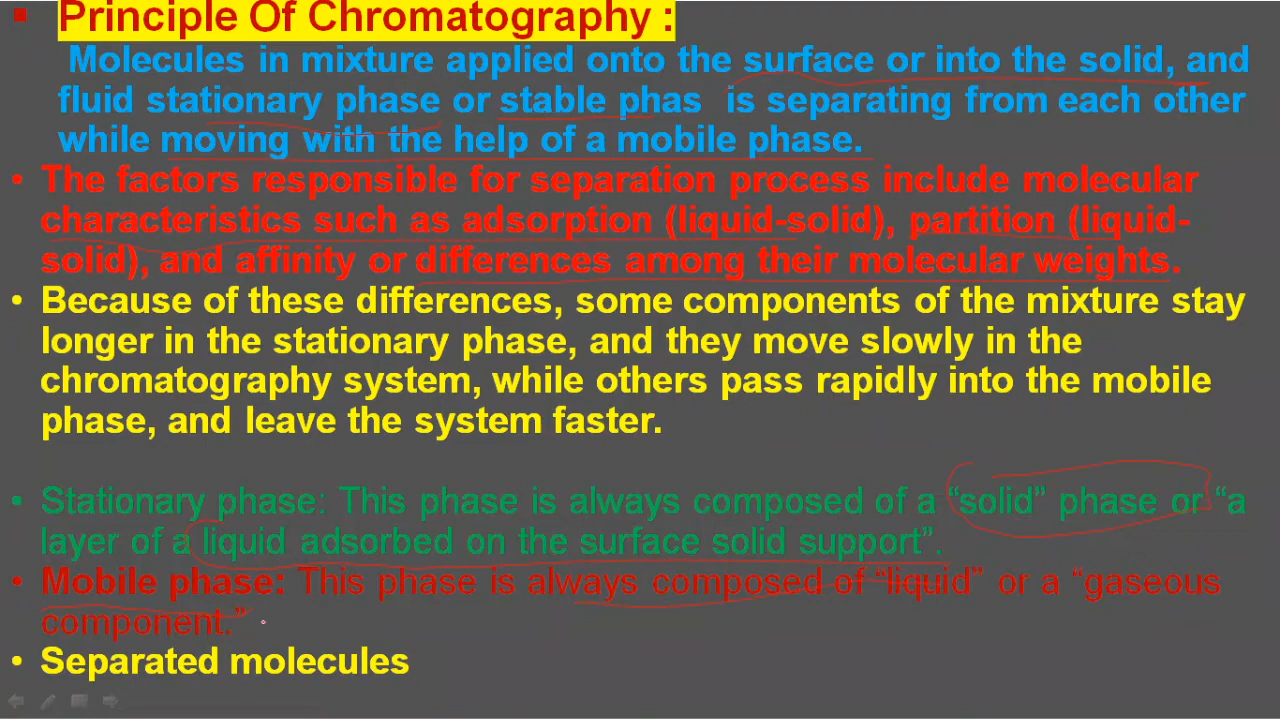 Principle Of Chromatography :
Molecules in mixture applied onto the surface or into the solid, and
fluid stationary phase or stable phas is separating from each other
while moving with the help of a mobile phase.
• The factors responsible for separation process include molecular
characteristics such as adsorption (liquid-solid), partition (liquid-
solid), and affinity or differences among their molecular weights.
• Because of these differences, some components of the mixture stay
longer in the stationary phase, and they move slowly in the
chromatography system, while others pass rapidly into the mobile
phase, and leave the system faster.
• Stationary phase: This phase is always composed of a “solid” phase or “a
layer of a liquid adsorbed on the surface solid support”.
• Mobile phase: This phase is always composed of “liquid” or a “gaseous
component.”
• Separated molecules